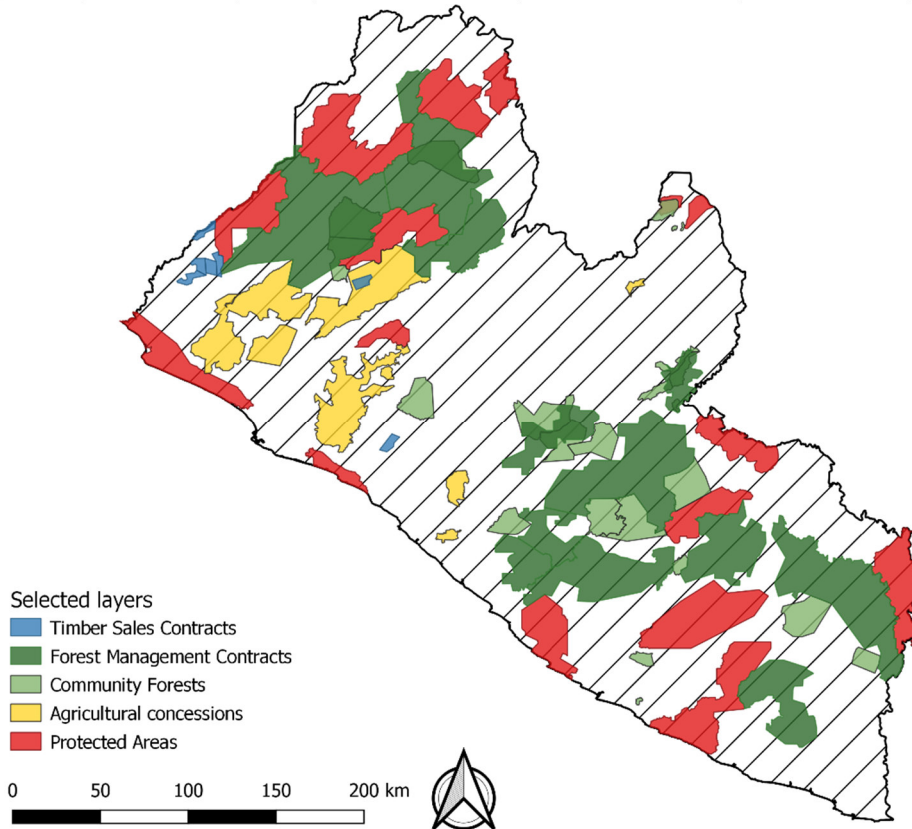 Selected layers
Timber Sales Contracts
Forest Management Contracts
Community Forests
Agricultural concessions
Protected Areas
0 50 100 150 200 km